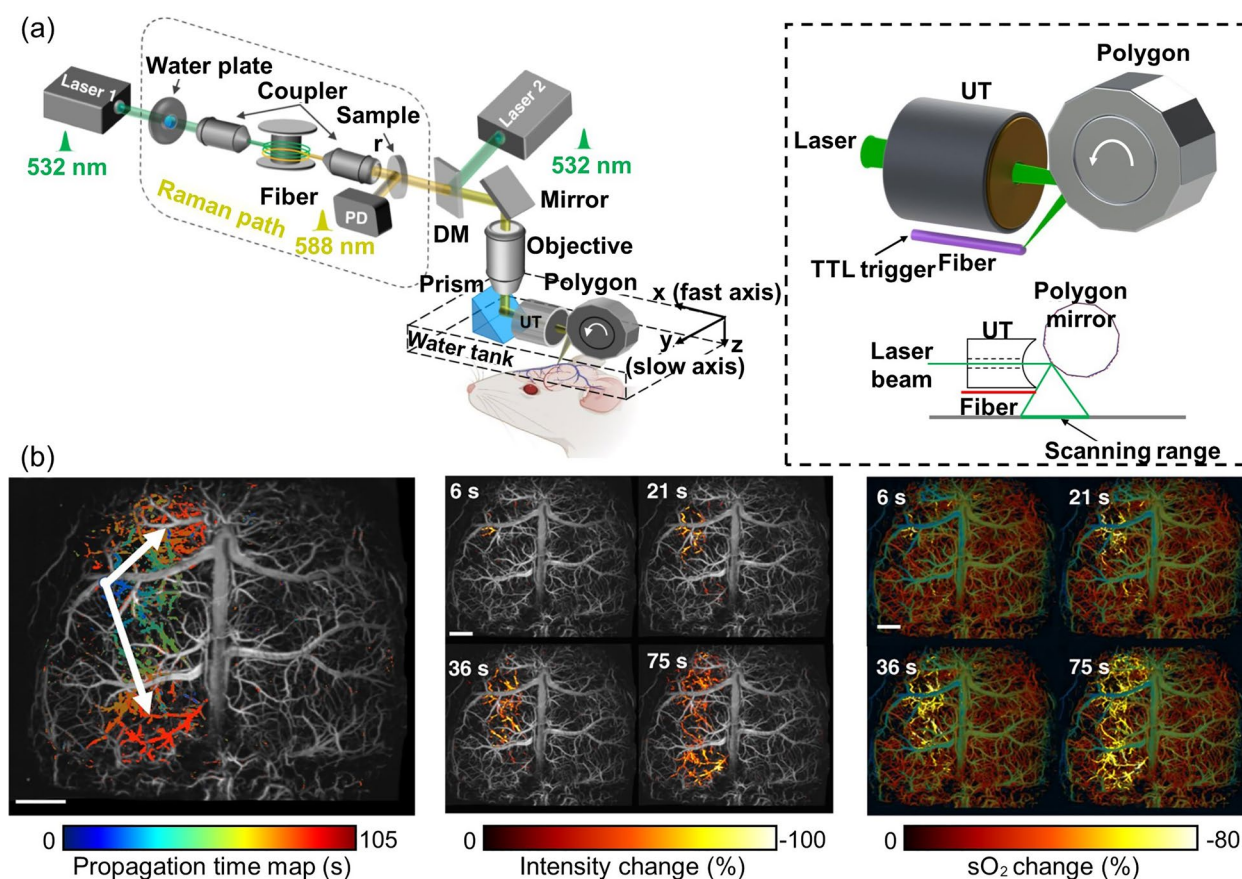 (a)
Water plate
Laser 1
Coupler
Sample
r
Laser 2
532 nm
532 nm
Fiber
Raman path
588 nm
PD
Mirror
DM
Objective
Prism
Polygon
UT
x (fast axis)
y
z
(slow axis)
Water tank
Polygon
UT
Laser
TTL trigger
Fiber
Polygon
mirror
UT
Laser
beam
Fiber
Scanning range
(b)
6 s
21 s
36 s
75 s
6 s
21 s
36 s
75 s
0
105
Propagation time map (s)
0
-100
Intensity change (%)
0
-80
sO₂ change (%)